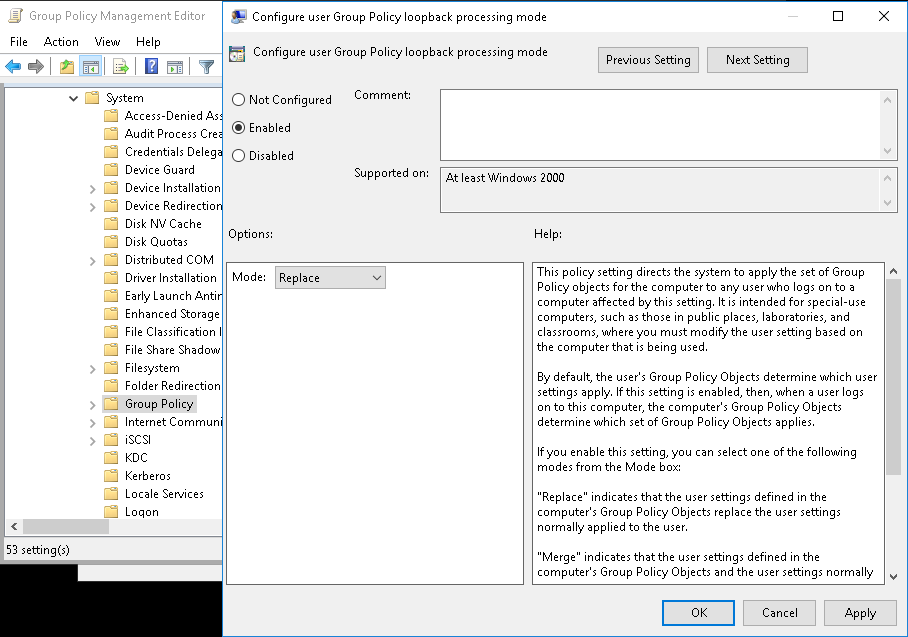 Group Policy Management Editor
File Action View Help
System
Access-Denied Ass
Audit Process Crea
Credentials Delega
Device Guard
Device Installation
Device Redirection
Disk NV Cache
Disk Quotas
Distributed COM
Driver Installation
Early Launch Antir
Enhanced Storage
File Classification I
File Share Shadow
Filesystem
Folder Redirection
Group Policy
Internet Communi
iSCSI
KDC
Kerberos
Locale Services
Logon
53 setting(s)
Configure user Group Policy loopback processing mode
Configure user Group Policy loopback processing mode
Previous Setting
Next Setting
Not Configured
Enabled
Disabled
Comment:
Supported on:
At least Windows 2000
Options:
Help:
Mode: Replace
This policy setting directs the system to apply the set of Group
Policy objects for the computer to any user who logs on to a
computer affected by this setting. It is intended for special-use
computers, such as those in public places, laboratories, and
classrooms, where you must modify the user setting based on
the computer that is being used.
By default, the user's Group Policy Objects determine which user
settings apply. If this setting is enabled, then, when a user logs
on to this computer, the computer's Group Policy Objects
determine which set of Group Policy Objects applies.
If you enable this setting, you can select one of the following
modes from the Mode box:
"Replace" indicates that the user settings defined in the
computer's Group Policy Objects replace the user settings
normally applied to the user.
"Merge" indicates that the user settings defined in the
computer's Group Policy Objects and the user settings normally
OK
Cancel
Apply